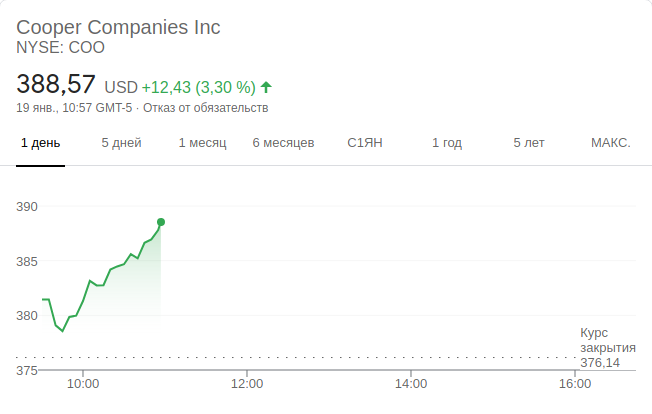 Cooper Companies Inc
NYSE: COO
388,57 USD +12,43 (3,30 %)
19 янв., 10:57 GMT-5 · Отказ от обязательств
1 день 5 дней 1 месяц 6 месяцев С1ЯН 1 год 5 лет МАКС.
390
385
380
Курс
закрытия
376,14
375
10:00 12:00 14:00 16:00